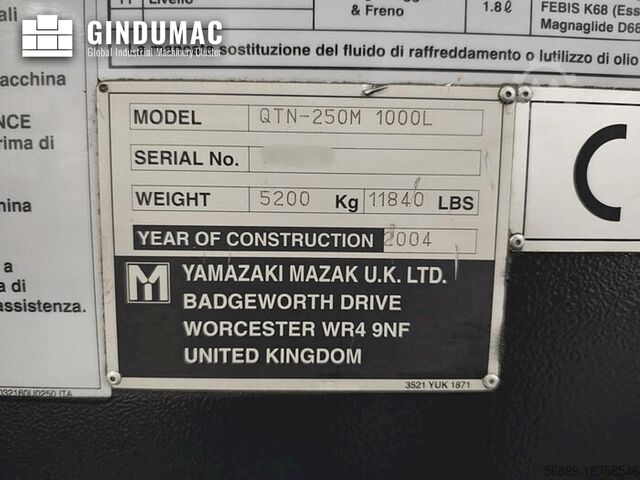 Livello
& Freno
1.8ℓ
FEBIS K68 (Ess
Magnaglide D68
GINDUMAC
Global Industrial Machinery Cluster
sostituzione del fluido di raffreddamento o lutilizzo di olio
acchina
NCE
rima di
hina
a
a di
assistenza.
MODEL QTN-250M 1000L
SERIAL No.
WEIGHT 5200 Kg 11840 LBS
YEAR OF CONSTRUCTION 2004
YAMAZAKI MAZAK U.K. LTD.
BADGEWORTH DRIVE
WORCESTER WR4 9NF
UNITED KINGDOM
3521 YUK 1871
C
56889-18758546